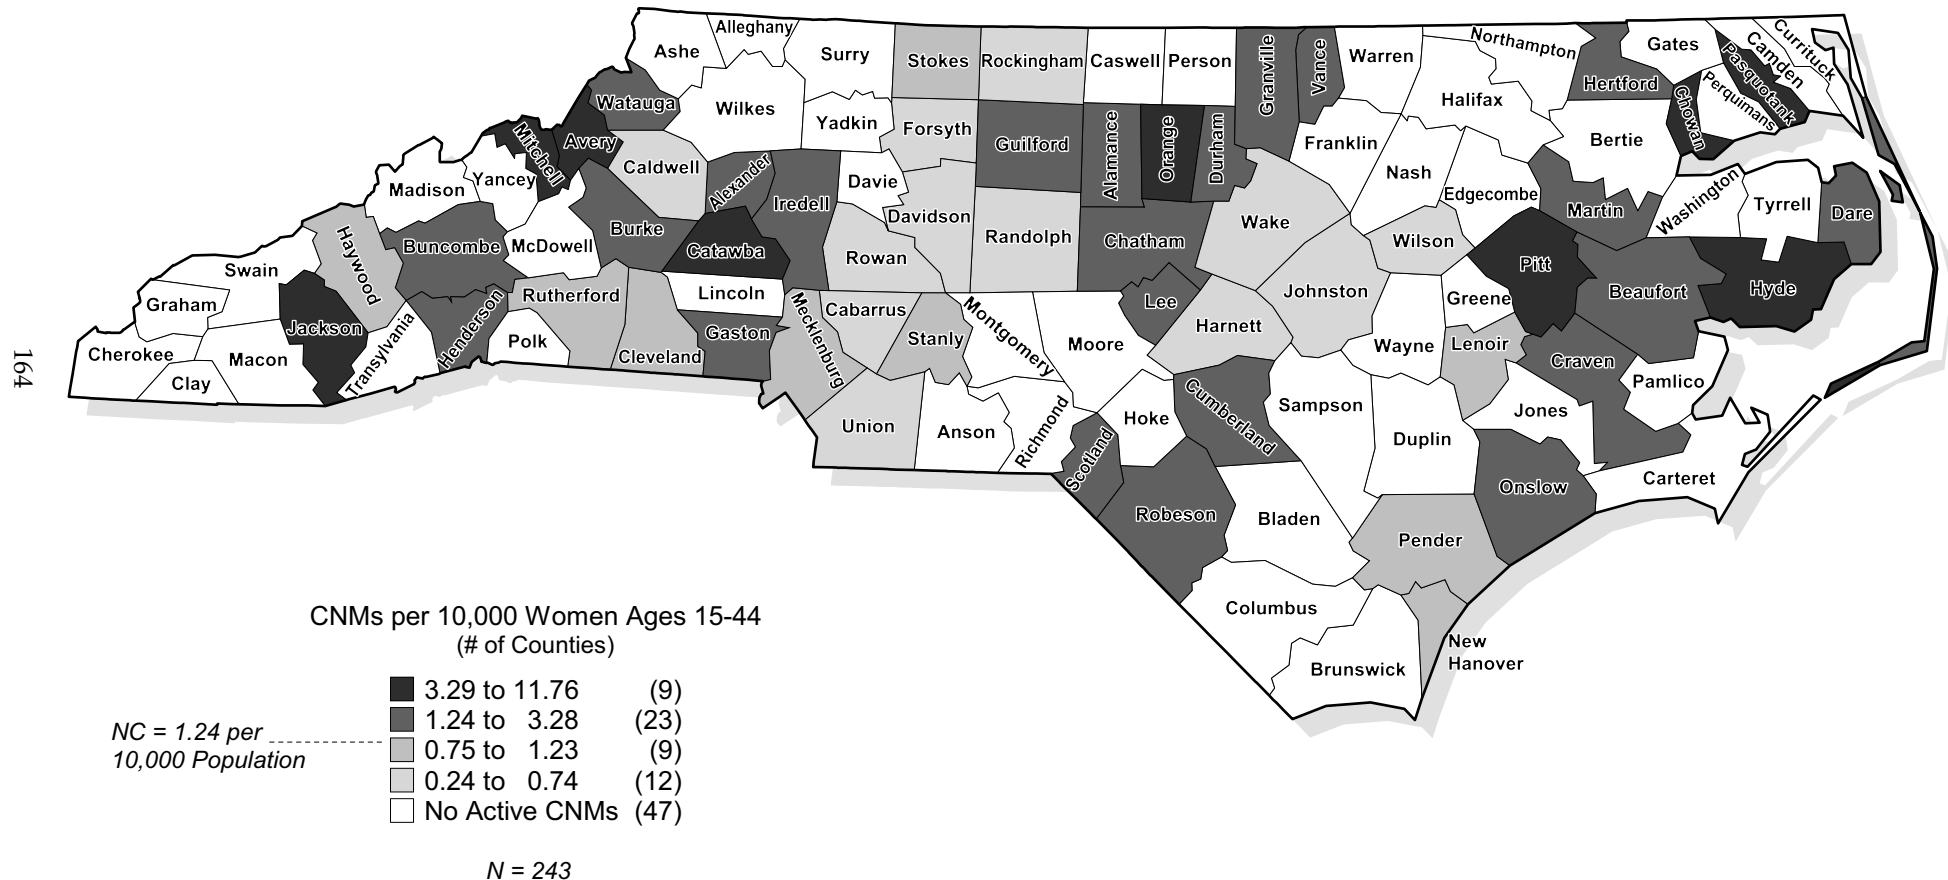 Alleghany
Ashe
Surry
Stokes
Rockingham
Caswell
Person
Granville
Vance
Warren
Northampton
Gates
Currituck
Camden
Pasquotank
Perquimans
Chowan
Hertford
Halifax
Bertie
Watauga
Wilkes
Yadkin
Forsyth
Guilford
Alamance
Orange
Durham
Franklin
Nash
Edgecombe
Martin
Washington
Tyrrell
Dare
Mitchell
Avery
Caldwell
Alexander
Iredell
Davie
Davidson
Randolph
Chatham
Wake
Wilson
Pitt
Beaufort
Hyde
Madison
Yancey
McDowell
Burke
Catawba
Rowan
Johnston
Greene
Swain
Haywood
Buncombe
Rutherford
Lincoln
Cabarrus
Stanly
Montgomery
Moore
Lee
Harnett
Wayne
Lenoir
Craven
Pamlico
Graham
Cherokee
Clay
Macon
Jackson
Transylvania
Henderson
Polk
Cleveland
Gaston
Mecklenburg
Union
Anson
Richmond
Scotland
Hoke
Cumberland
Sampson
Duplin
Jones
Onslow
Carteret
Robeson
Bladen
Pender
Columbus
Brunswick
New
Hanover
164
CNMs per 10,000 Women Ages 15-44
(# of Counties)
3.29 to 11.76 (9)
1.24 to 3.28 (23)
0.75 to 1.23 (9)
0.24 to 0.74 (12)
No Active CNMs (47)
NC = 1.24 per
10,000 Population
N = 243